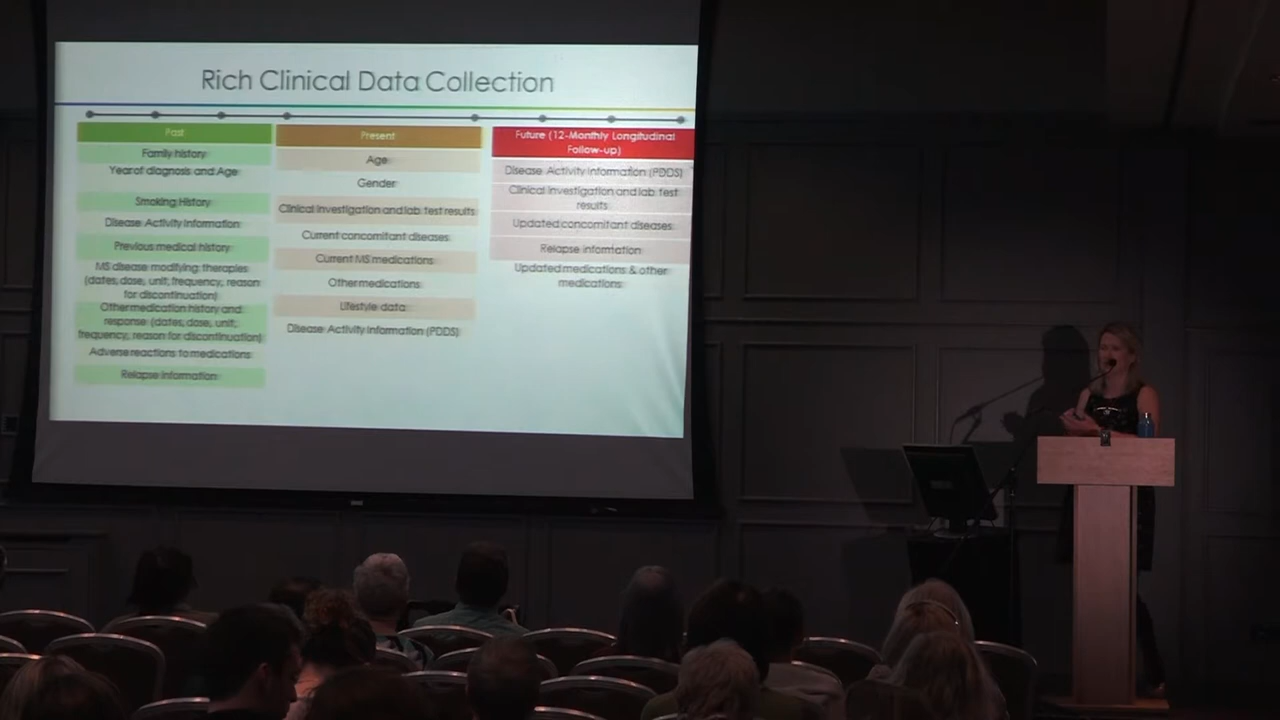 Rich Clinical Data Collection
Past
Family history
Year of diagnosis and Age
Smoking History
Disease Activity Information
Previous medical history
MS disease modifying therapies
(dates, dose, unit, frequency, reason
for discontinuation)
Other medication history and
response (dates, dose, unit,
frequency, reason for discontinuation)
Adverse reactions to medications
Relapse information
Present
Age
Gender
Clinical investigation and lab test results
Current concomitant diseases
Current MS medications
Other medications
Lifestyle data
Disease Activity Information (PDDS)
Future (12-Monthly Longitudinal
Follow-up)
Disease Activity Information (PDDS)
Clinical investigation and lab test
results
Updated concomitant diseases
Relapse information
Updated medications & other
medications